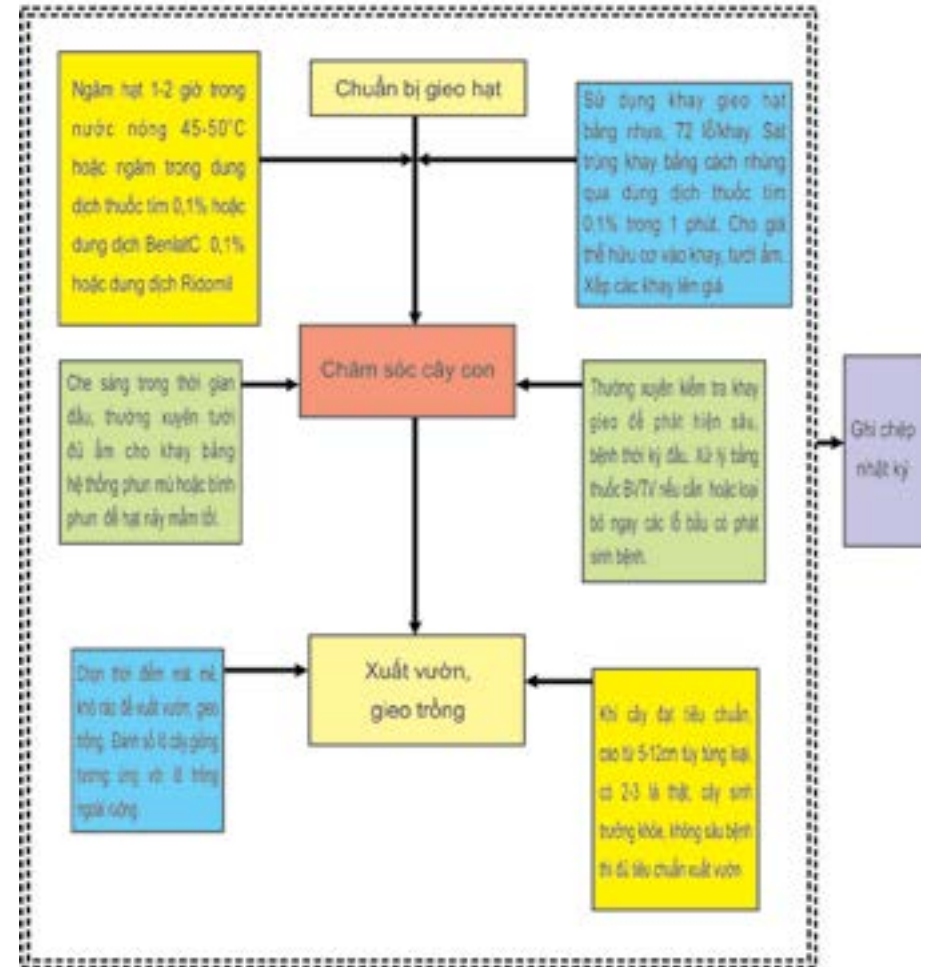 Ngâm hạt 1-2 giờ trong
nước nóng 45-50°C
hoặc ngâm trong dung
dịch thuốc tím 0,1% hoặc
dung dịch BenlatC 0,1%
hoặc dung dịch Ridomil
Chuẩn bị gieo hạt
Sử dụng khay gieo hạt
bằng nhựa, 72 lỗ/khay. Sát
trùng khay bằng cách nhúng
qua dung dịch thuốc tím
0,1% trong 1 phút. Cho giá
thể hữu cơ vào khay, tưới ẩm.
Xếp các khay lên giá
Chăm sóc cây con
Che sáng trong thời gian
đầu, thường xuyên tưới
đủ ẩm cho khay bằng
hệ thống phun mù hoặc bình
phun để hạt nảy mầm tốt.
Thường xuyên kiểm tra khay
gieo để phát hiện sâu,
bệnh thời kỳ đầu. Xử lý bằng
thuốc BVTV nếu cần hoặc loại
bỏ ngay các lỗ bầu có phát
sinh bệnh.
Ghi chép
nhật ký
Xuất vườn,
gieo trồng
Chọn thời điểm mát mẻ,
khô ráo để xuất vườn, gieo
trồng. Đánh số lô cây giống
tương ứng với lô trồng
ngoài ruộng
Khi cây đạt tiêu chuẩn,
cao từ 5-12cm tùy từng loại,
có 2-3 lá thật, cây sinh
trưởng khỏe, không sâu bệnh
thì đủ tiêu chuẩn xuất vườn